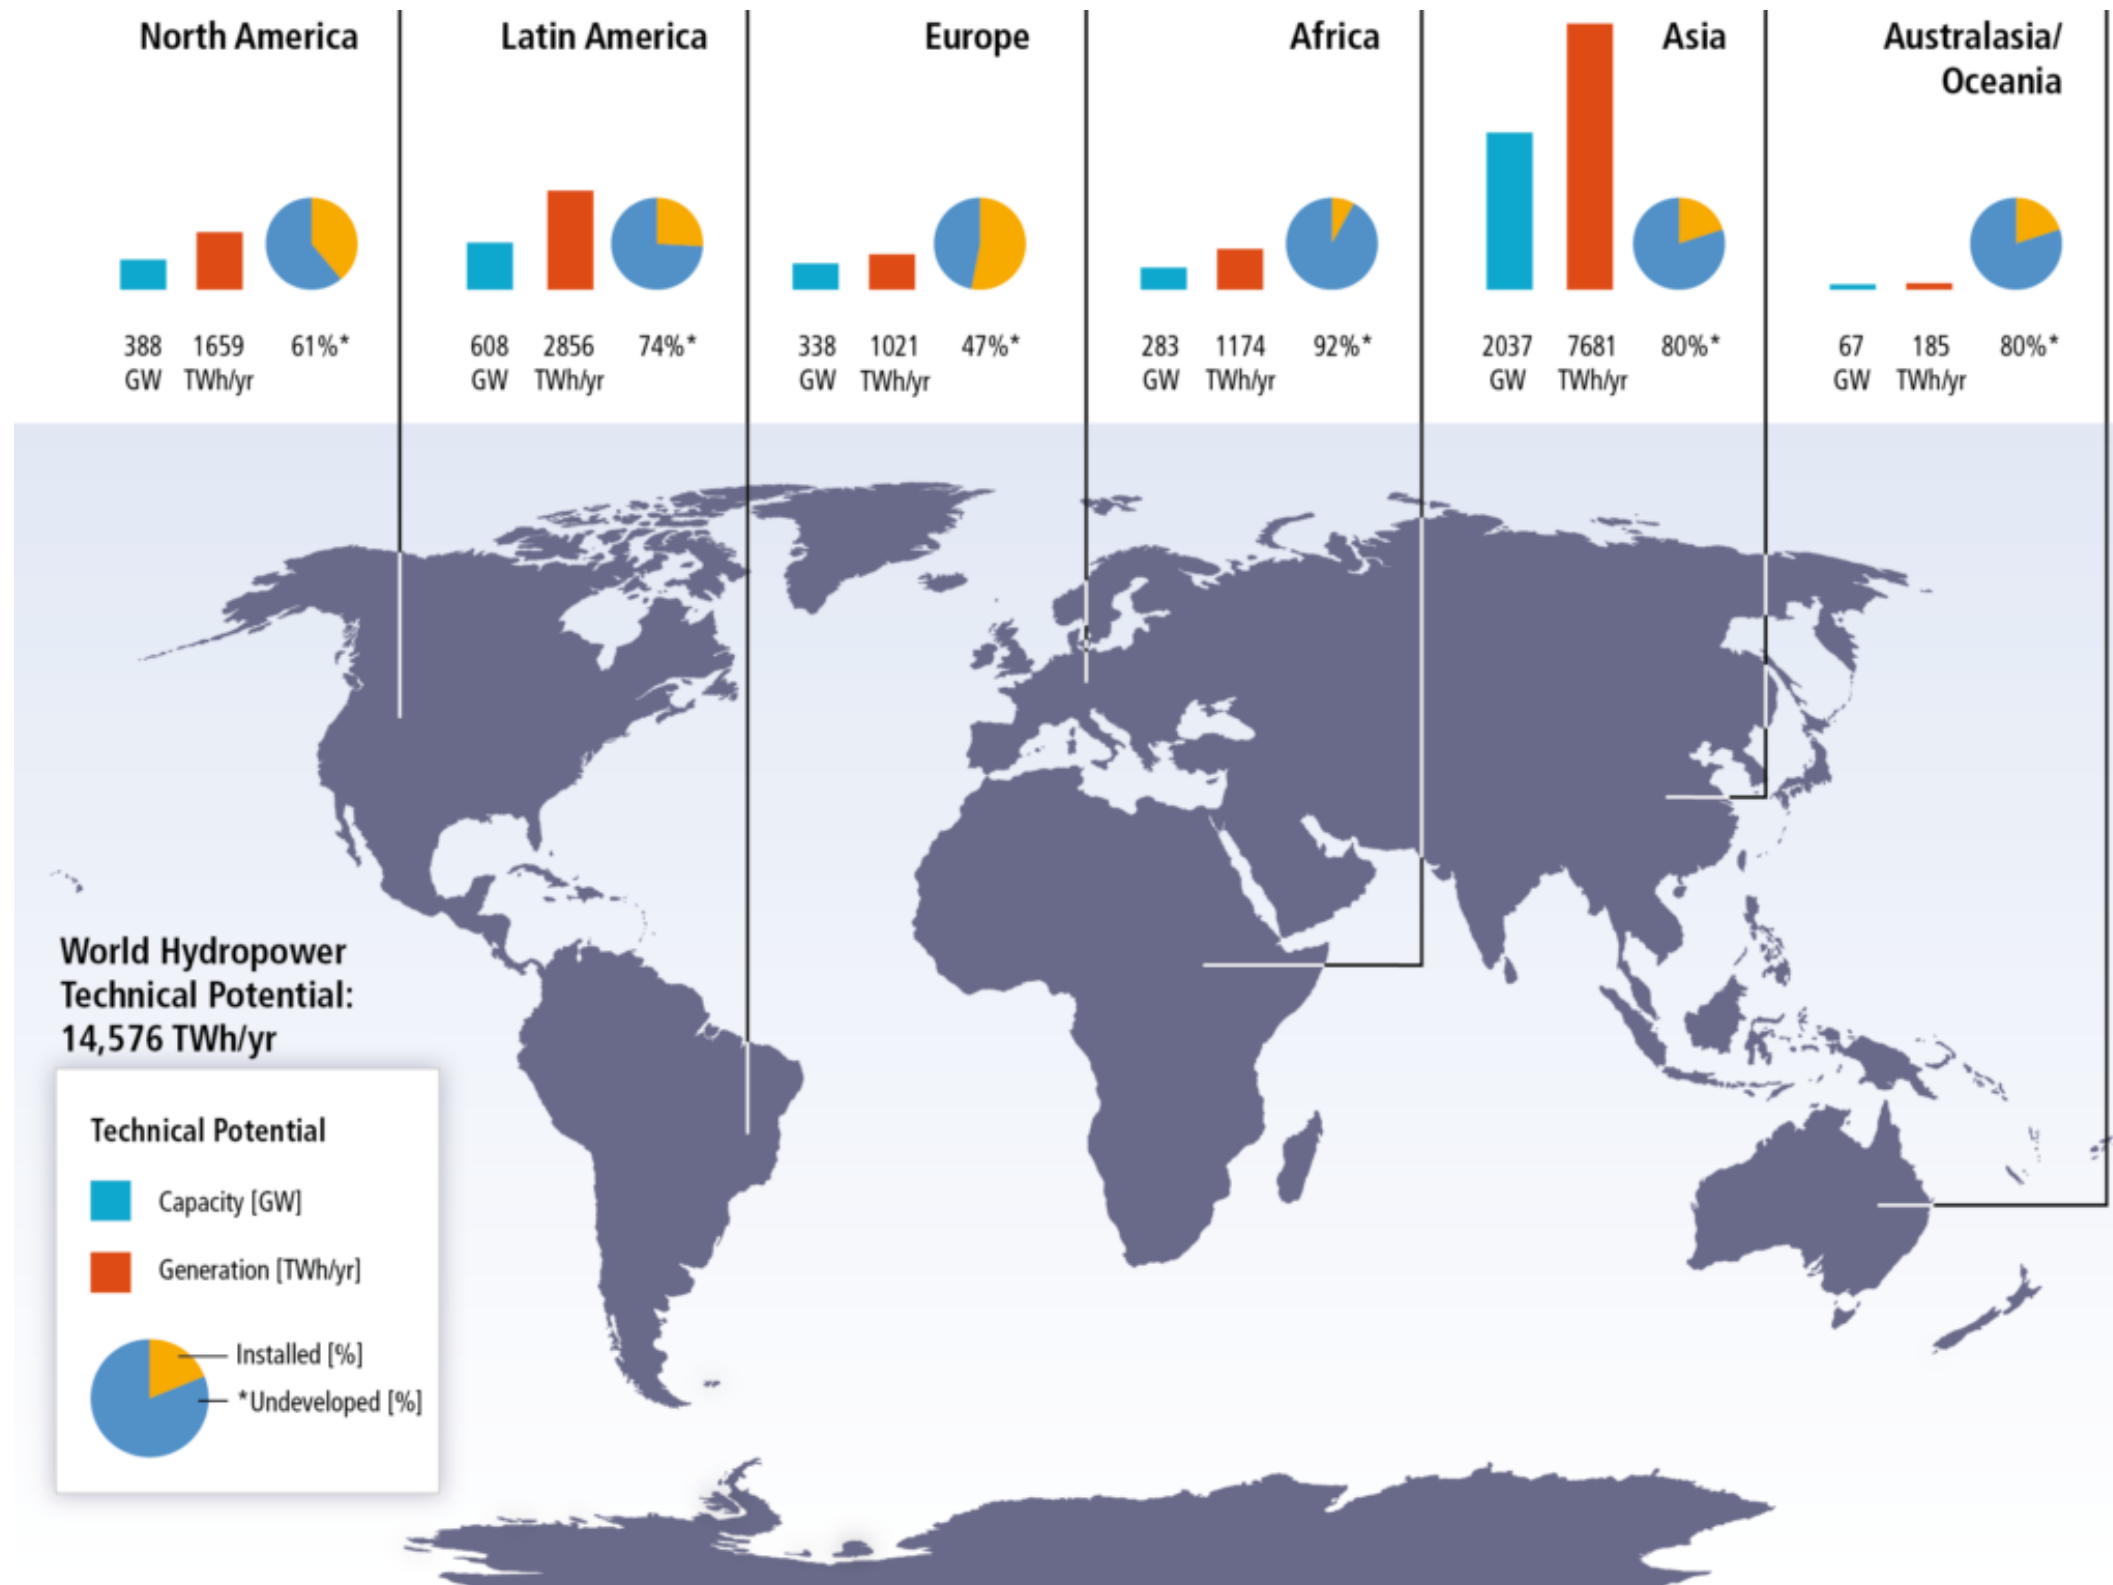 North America
388
GW
1659
TWh/yr
61%*
Latin America
608
GW
2856
TWh/yr
74%*
Europe
338
GW
1021
TWh/yr
47%*
Africa
283
GW
1174
TWh/yr
92%*
Asia
2037
GW
7681
TWh/yr
80%*
Australasia/
Oceania
67
GW
185
TWh/yr
80%*
World Hydropower
Technical Potential:
14,576 TWh/yr
Technical Potential
Capacity [GW]
Generation [TWh/yr]
Installed [%]
*Undeveloped [%]